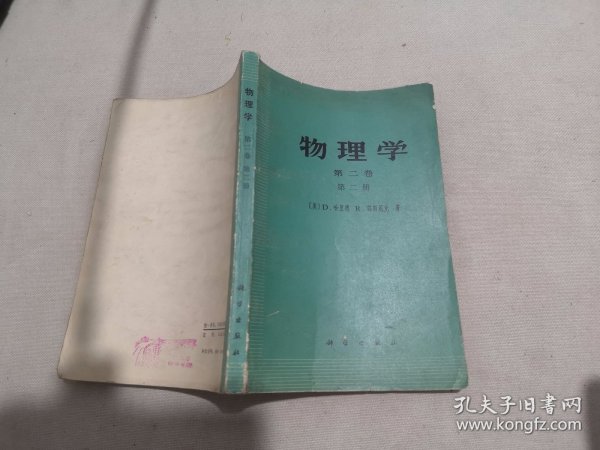 物理学
第二卷
第二册
〔美〕D.哈里德 R.瑞斯尼克 著
科学出版社
物理学 第二卷 第二册
科学出版社
孔夫子旧书网
www.kongfz.com